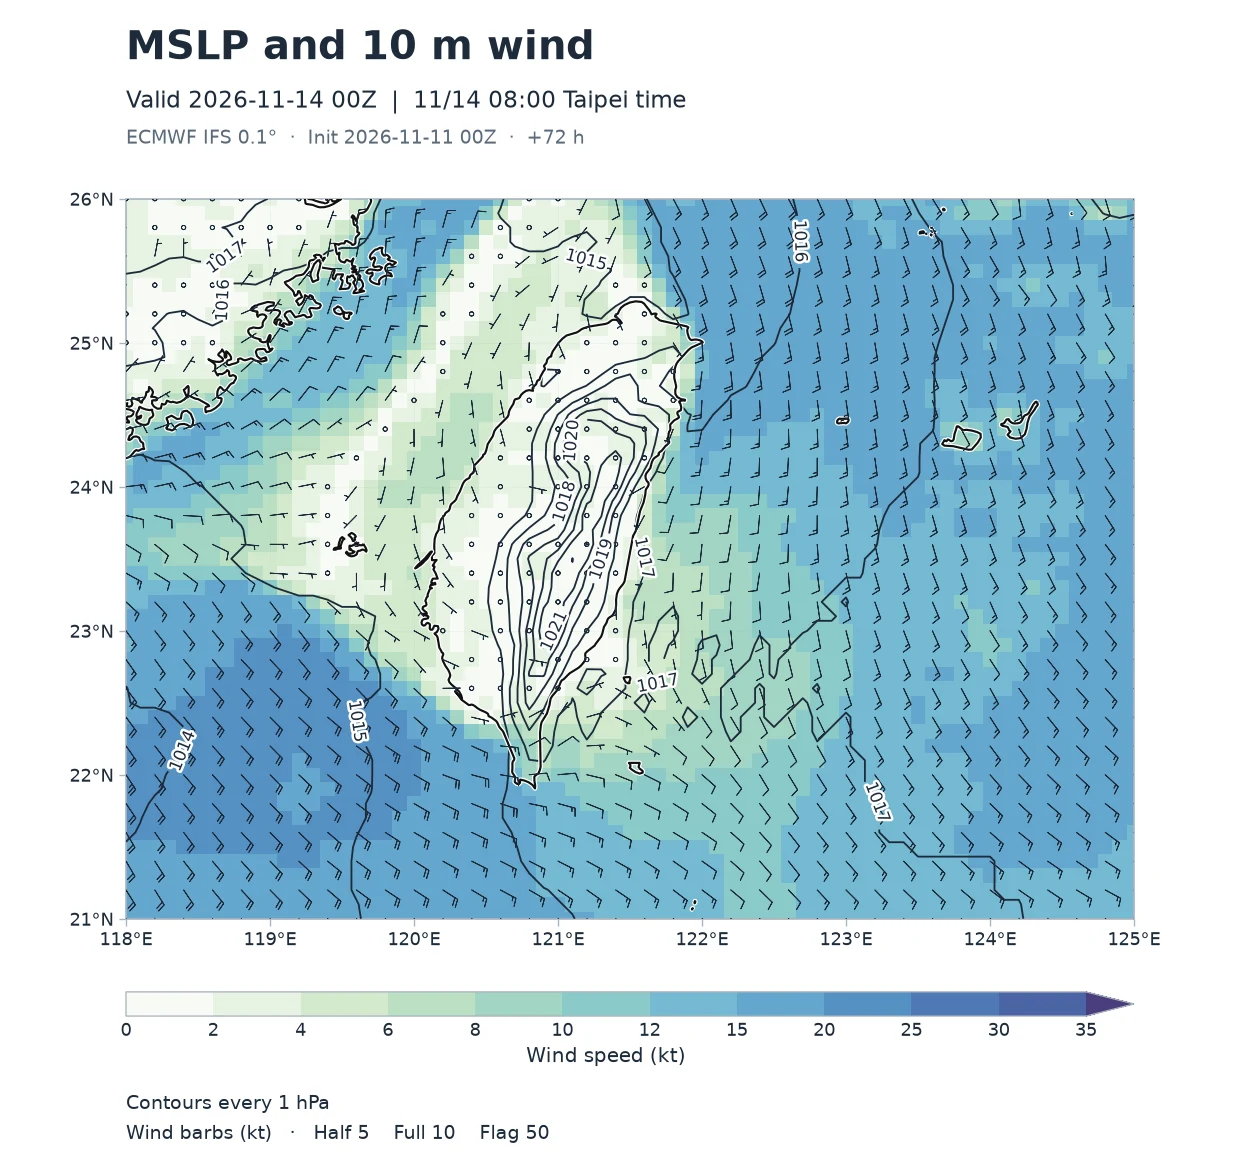 MSLP and 10 m wind
Valid 2026-11-14 00Z | 11/14 08:00 Taipei time
ECMWF IFS 0.1° · Init 2026-11-11 00Z · +72 h
26°N
25°N
24°N
23°N
22°N
21°N
1017
1016
1015
1016
1020
1018
1019
1017
1021
1017
1015
1014
1017
118°E 119°E 120°E 121°E 122°E 123°E 124°E 125°E
0 2 4 6 8 10 12 15 20 25 30 35
Wind speed (kt)
Contours every 1 hPa
Wind barbs (kt) · Half 5 Full 10 Flag 50